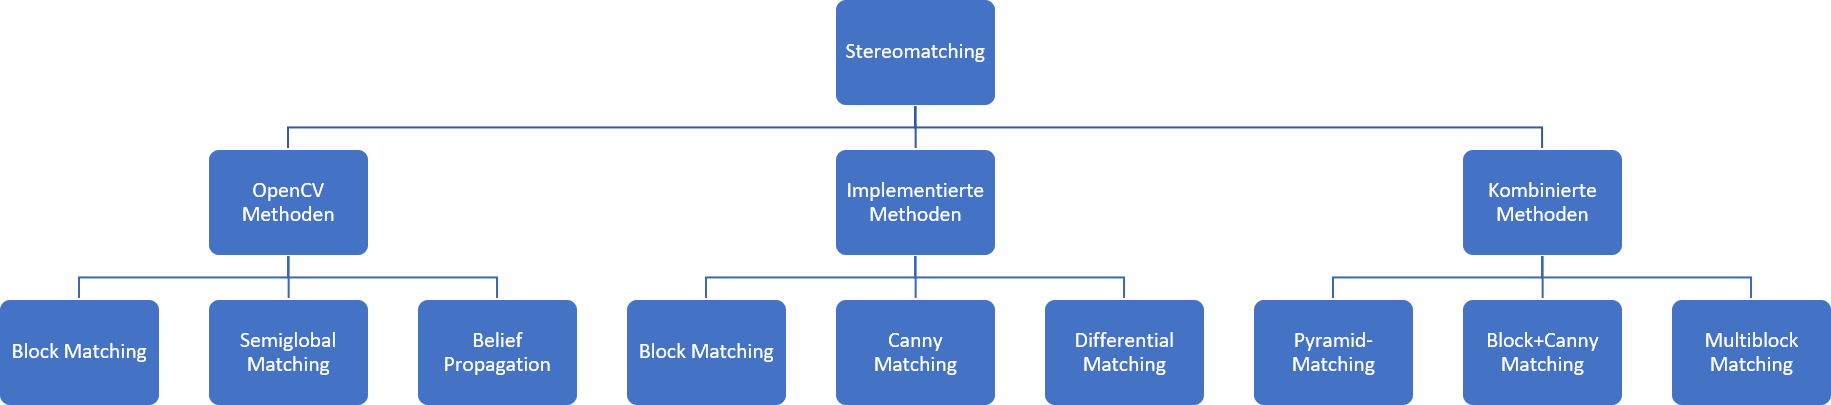 Stereomatching
OpenCV
Methoden
Implementierte
Methoden
Kombinierte
Methoden
Block Matching
Semiglobal
Matching
Belief
Propagation
Block Matching
Canny
Matching
Differential
Matching
Pyramid-
Matching
Block+Canny
Matching
Multiblock
Matching